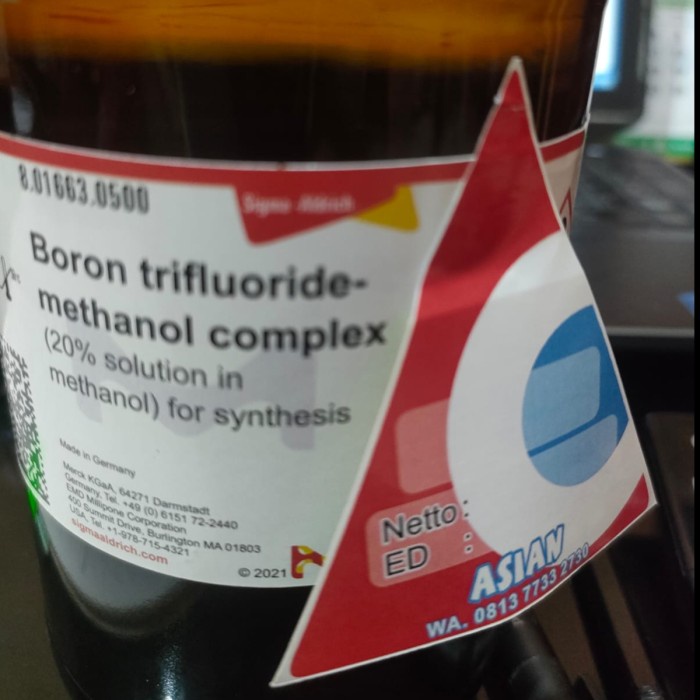 8.01663.0500
Sigma-Aldrich
Boron trifluoride-
methanol complex
(20% solution in
methanol) for synthesis
Made in Germany
Merck KGaA, 64271 Darmstadt
Germany, Tel. +49 (0) 6151 72-2440
EMD Millipore Corporation
400 Summit Drive, Burlington MA 01803
USA, Tel. +1-978-715-4321
sigmaaldrich.com
© 2021
Netto :
ED :
ASIAN
WA. 0813 7733 2730